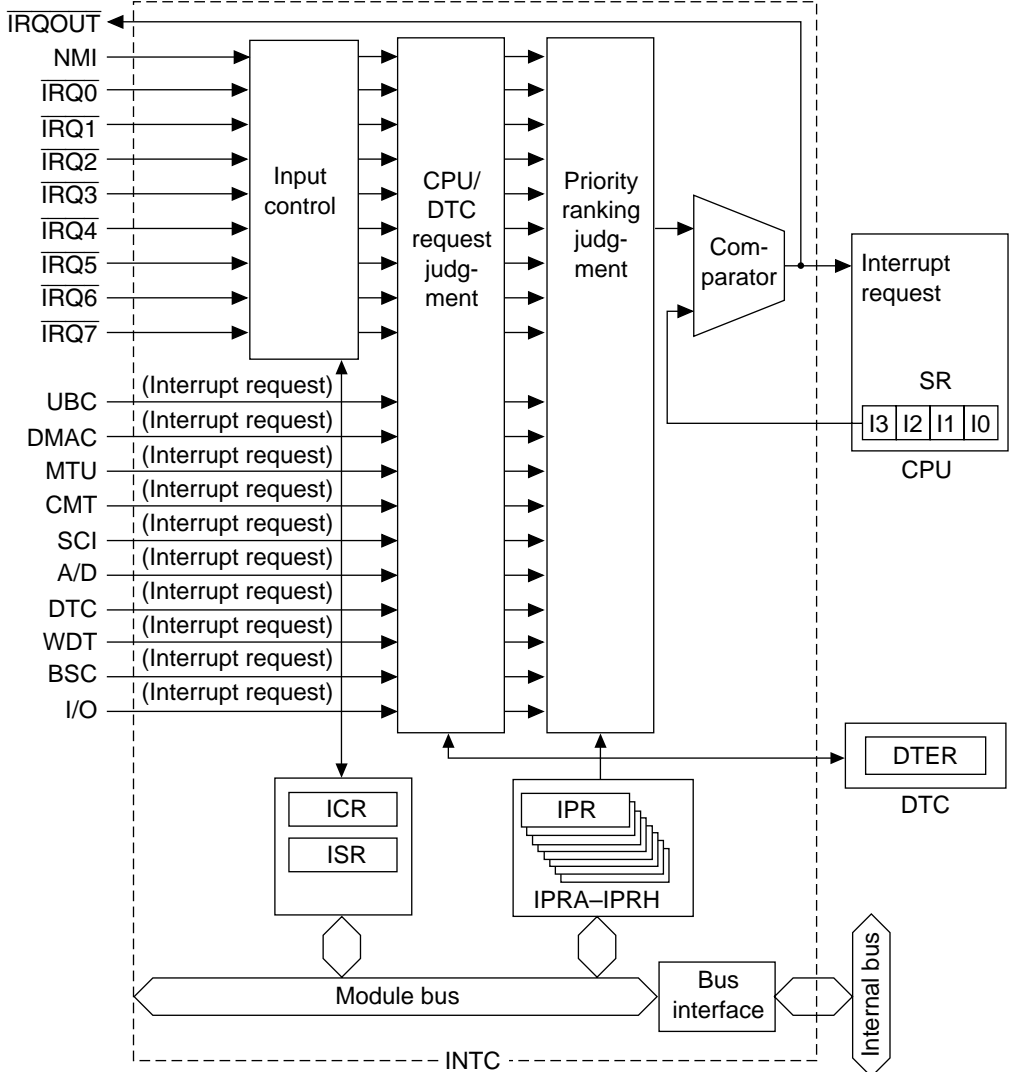 IRQOUT
NMI
IRQ0
IRQ1
IRQ2
IRQ3
IRQ4
IRQ5
IRQ6
IRQ7
Input
control
CPU/
DTC
request
judg-
ment
Priority
ranking
judg-
ment
Com-
parator
Interrupt
request
SR
I3 I2 I1 I0
CPU
UBC (Interrupt request)
DMAC (Interrupt request)
MTU (Interrupt request)
CMT (Interrupt request)
SCI (Interrupt request)
A/D (Interrupt request)
DTC (Interrupt request)
WDT (Interrupt request)
BSC (Interrupt request)
I/O (Interrupt request)
DTER
DTC
ICR
ISR
IPR
IPRA–IPRH
Module bus
Bus
interface
Internal bus
INTC